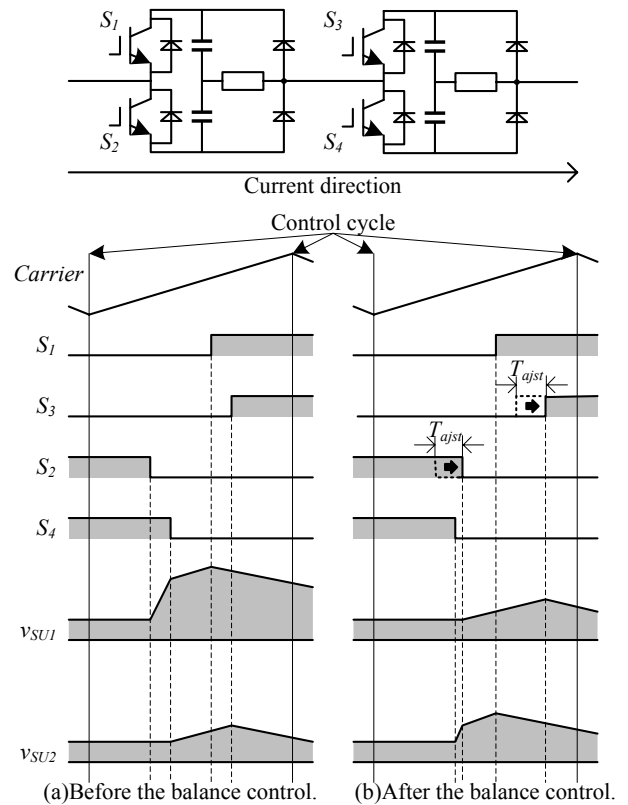 S1 S3
S2 S4
Current direction
Control cycle
Carrier
S1
Tajst
S3
Tajst
S2
S4
vSU1
vSU2
(a)Before the balance control. (b)After the balance control.